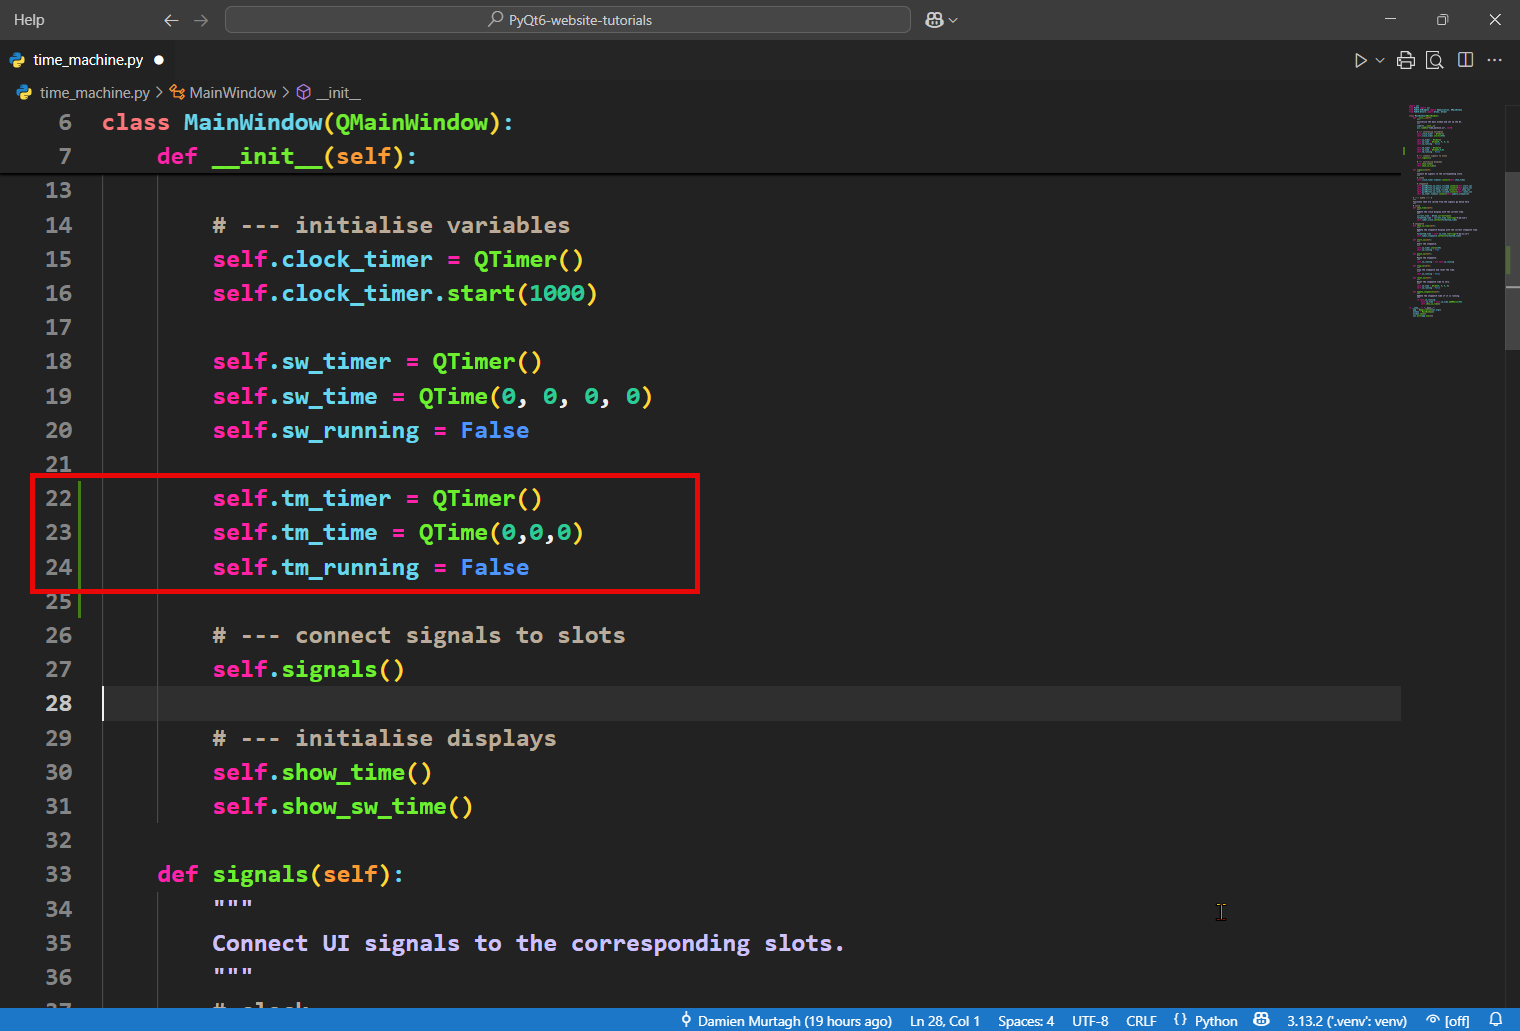 Help
PyQt6-website-tutorials
time_machine.py
time_machine.py > MainWindow > __init__
6 class MainWindow(QMainWindow):
7 def __init__(self):
13
14 # --- initialise variables
15 self.clock_timer = QTimer()
16 self.clock_timer.start(1000)
17
18 self.sw_timer = QTimer()
19 self.sw_time = QTime(0, 0, 0, 0)
20 self.sw_running = False
21
22 self.tm_timer = QTimer()
23 self.tm_time = QTime(0,0,0)
24 self.tm_running = False
25
26 # --- connect signals to slots
27 self.signals()
28
29 # --- initialise displays
30 self.show_time()
31 self.show_sw_time()
32
33 def signals(self):
34 """
35 Connect UI signals to the corresponding slots.
36 """
37 # clock
Damien Murtagh (19 hours ago) Ln 28, Col 1 Spaces: 4 UTF-8 CRLF {} Python 3.13.2 ('.venv': venv) [off]